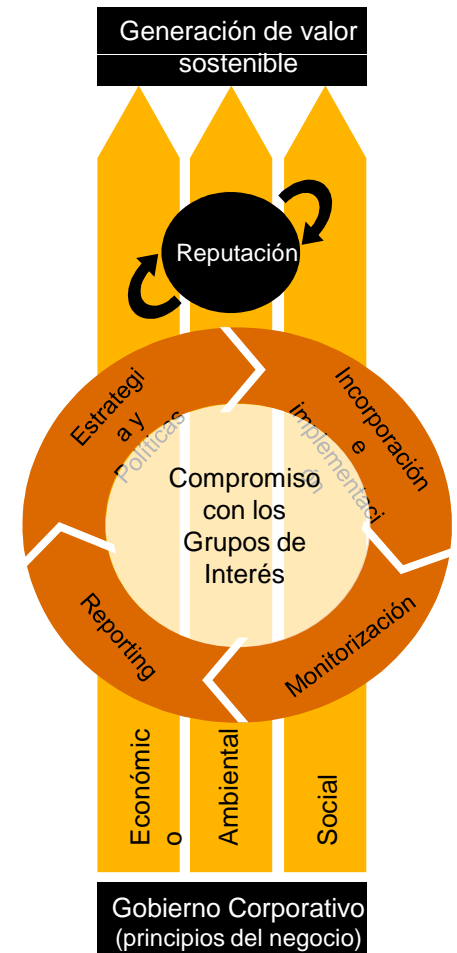 Generación de valor
sostenible
Reputación
Estrategi
a y
Políticas
Incorporación
e
Implementaci
ón
Compromiso
con los
Grupos de
Interés
Reporting
Monitorización
Económic
o
Ambiental
Social
Gobierno Corporativo
(principios del negocio)